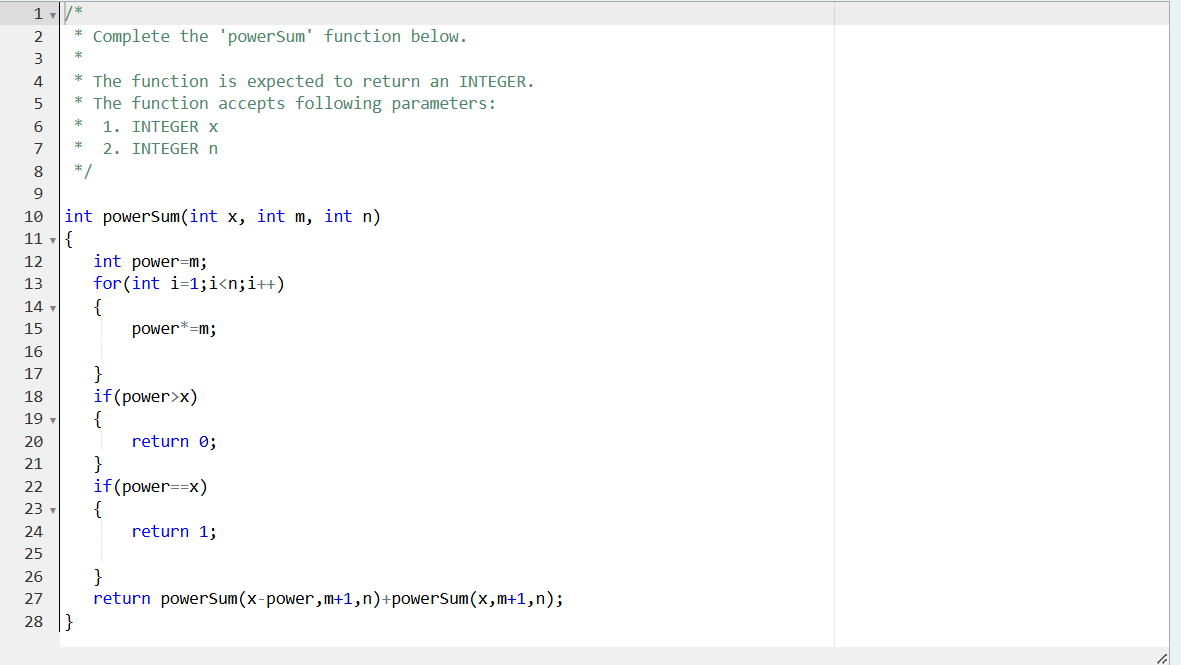 1 /*
2  * Complete the 'powerSum' function below.
3  *
4  * The function is expected to return an INTEGER.
5  * The function accepts following parameters:
6  *  1. INTEGER x
7  *  2. INTEGER n
8  */
9
10 int powerSum(int x, int m, int n)
11 {
12    int power=m;
13    for(int i=1;i<n;i++)
14    {
15        power*=m;
16
17    }
18    if(power>x)
19    {
20        return 0;
21    }
22    if(power==x)
23    {
24        return 1;
25
26    }
27    return powerSum(x-power,m+1,n)+powerSum(x,m+1,n);
28 }